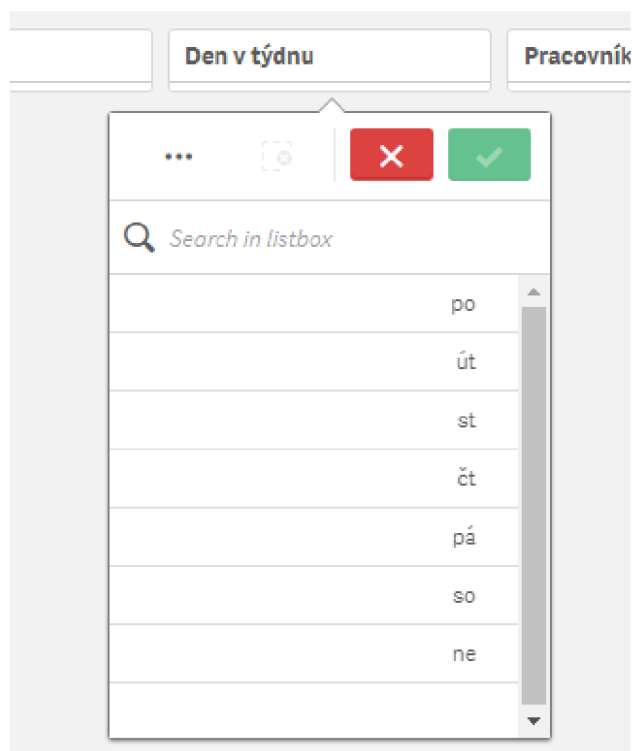 Den v týdnu
Pracovník
Search in listbox
po
út
st
čt
pá
so
ne